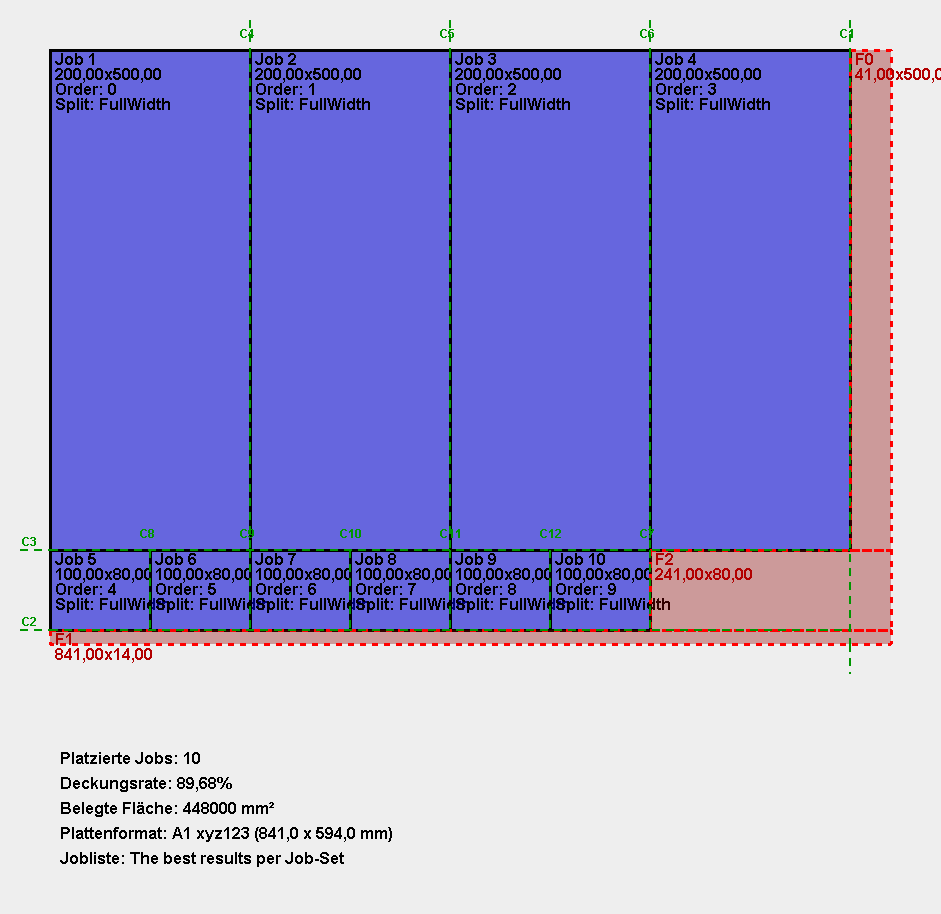 C4 C5 C6 C1
Job 1
200,00x500,00
Order: 0
Split: FullWidth
Job 2
200,00x500,00
Order: 1
Split: FullWidth
Job 3
200,00x500,00
Order: 2
Split: FullWidth
Job 4
200,00x500,00
Order: 3
Split: FullWidth
F0
41,00x500,0
C8 C9 C10 C11 C12 C7
C3
Job 5
100,00x80,00
Order: 4
Split: FullWidth
Job 6
100,00x80,00
Order: 5
Split: FullWidth
Job 7
100,00x80,00
Order: 6
Split: FullWidth
Job 8
100,00x80,00
Order: 7
Split: FullWidth
Job 9
100,00x80,00
Order: 8
Split: FullWidth
Job 10
100,00x80,00
Order: 9
Split: FullWidth
F2
241,00x80,00
C2
F1
841,00x14,00
Platzierte Jobs: 10
Deckungsrate: 89,68%
Belegte Fläche: 448000 mm²
Plattenformat: A1 xyz123 (841,0 x 594,0 mm)
Jobliste: The best results per Job-Set